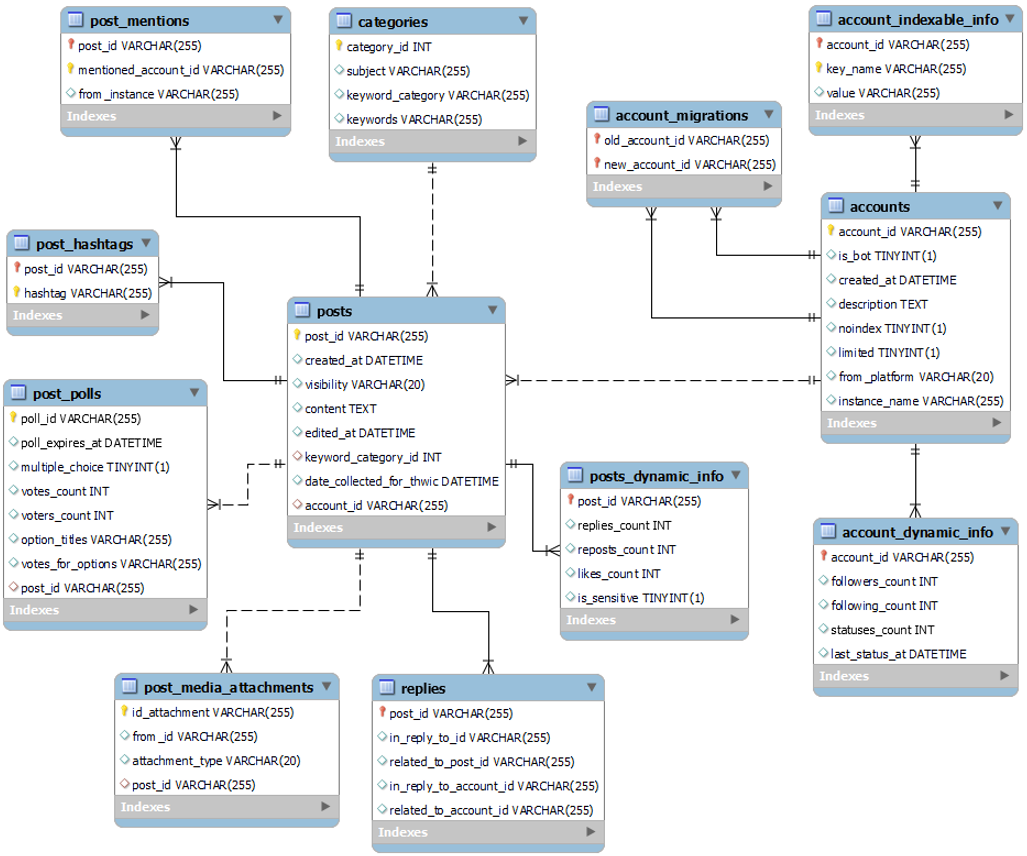 post_mentions
post_id VARCHAR(255)
mentioned_account_id VARCHAR(255)
from_instance VARCHAR(255)
Indexes
categories
category_id INT
subject VARCHAR(255)
keyword_category VARCHAR(255)
keywords VARCHAR(255)
Indexes
account_indexable_info
account_id VARCHAR(255)
key_name VARCHAR(255)
value VARCHAR(255)
Indexes
account_migrations
old_account_id VARCHAR(255)
new_account_id VARCHAR(255)
Indexes
accounts
account_id VARCHAR(255)
is_bot TINYINT(1)
created_at DATETIME
description TEXT
noindex TINYINT(1)
limited TINYINT(1)
from_platform VARCHAR(20)
instance_name VARCHAR(255)
Indexes
post_hashtags
post_id VARCHAR(255)
hashtag VARCHAR(255)
Indexes
posts
post_id VARCHAR(255)
created_at DATETIME
visibility VARCHAR(20)
content TEXT
edited_at DATETIME
keyword_category_id INT
date_collected_for_thwic DATETIME
account_id VARCHAR(255)
Indexes
post_polls
poll_id VARCHAR(255)
poll_expires_at DATETIME
multiple_choice TINYINT(1)
votes_count INT
voters_count INT
option_titles VARCHAR(255)
votes_for_options VARCHAR(255)
post_id VARCHAR(255)
Indexes
posts_dynamic_info
post_id VARCHAR(255)
replies_count INT
reposts_count INT
likes_count INT
is_sensitive TINYINT(1)
Indexes
account_dynamic_info
account_id VARCHAR(255)
followers_count INT
following_count INT
statuses_count INT
last_status_at DATETIME
Indexes
post_media_attachments
id_attachment VARCHAR(255)
from_id VARCHAR(255)
attachment_type VARCHAR(20)
post_id VARCHAR(255)
Indexes
replies
post_id VARCHAR(255)
in_reply_to_id VARCHAR(255)
related_to_post_id VARCHAR(255)
in_reply_to_account_id VARCHAR(255)
related_to_account_id VARCHAR(255)
Indexes